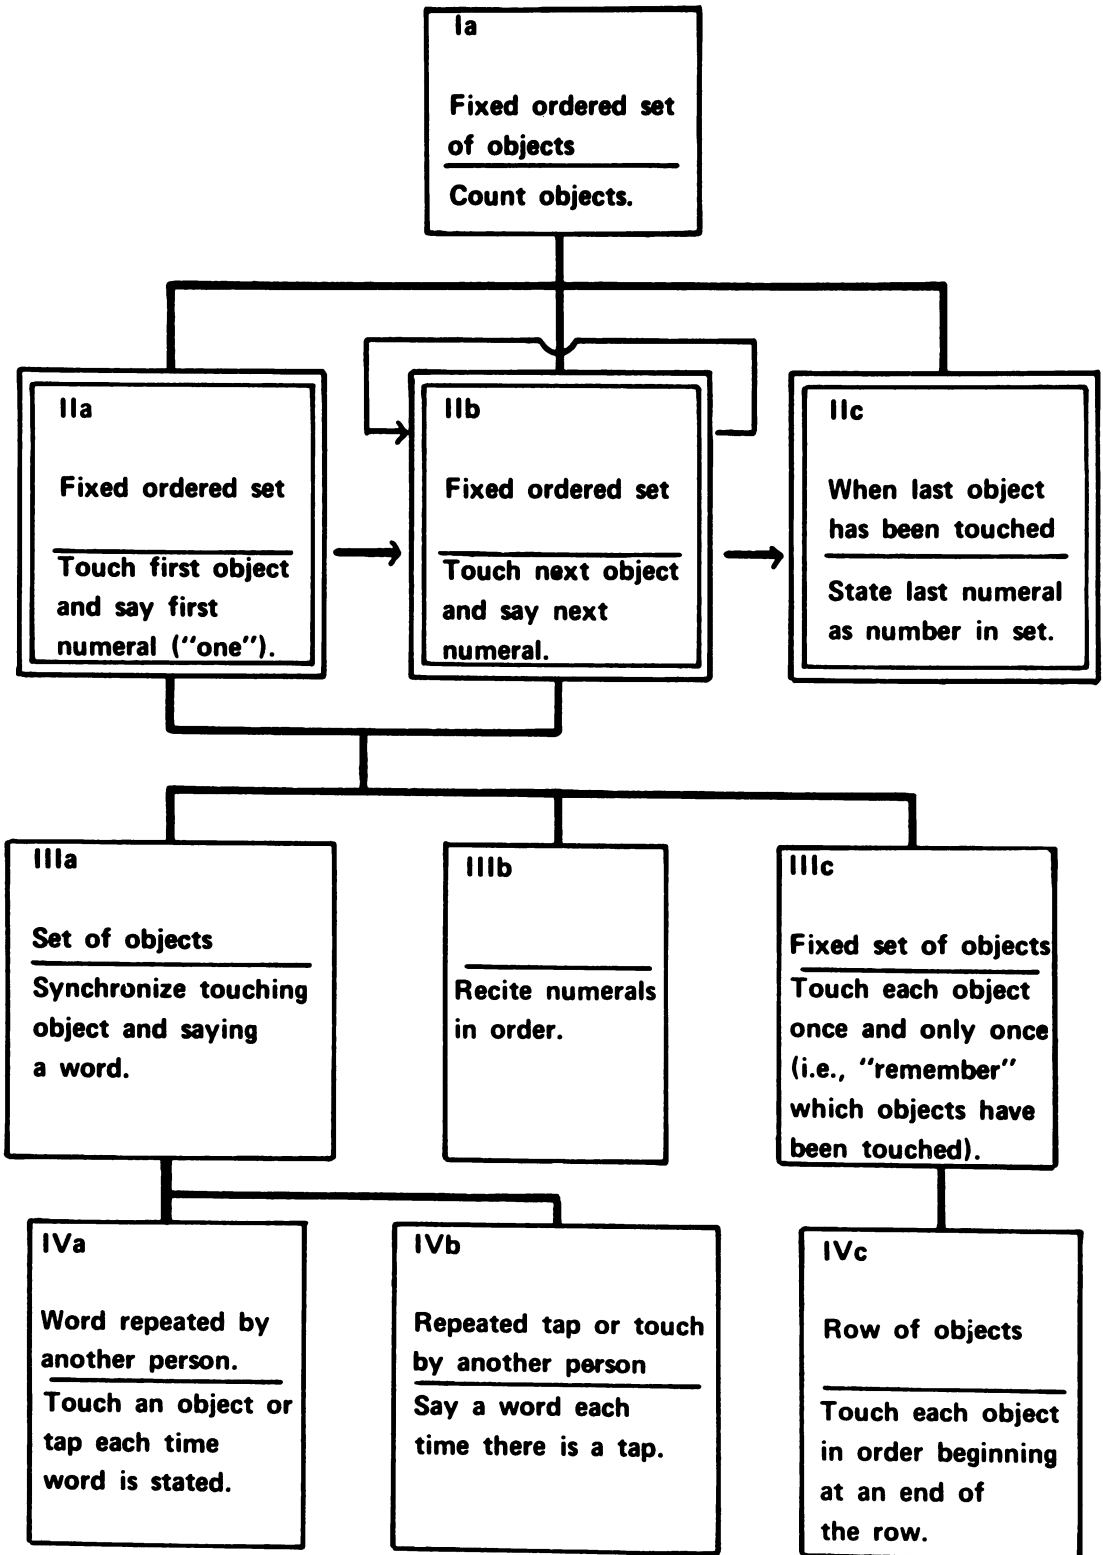 Ia
Fixed ordered set
of objects
Count objects.
IIa
Fixed ordered set
Touch first object
and say first
numeral ("one").
IIb
Fixed ordered set
Touch next object
and say next
numeral.
IIc
When last object
has been touched
State last numeral
as number in set.
IIIa
Set of objects
Synchronize touching
object and saying
a word.
IIIb
Recite numerals
in order.
IIIc
Fixed set of objects
Touch each object
once and only once
(i.e., "remember"
which objects have
been touched).
IVa
Word repeated by
another person.
Touch an object or
tap each time
word is stated.
IVb
Repeated tap or touch
by another person
Say a word each
time there is a tap.
IVc
Row of objects
Touch each object
in order beginning
at an end of
the row.